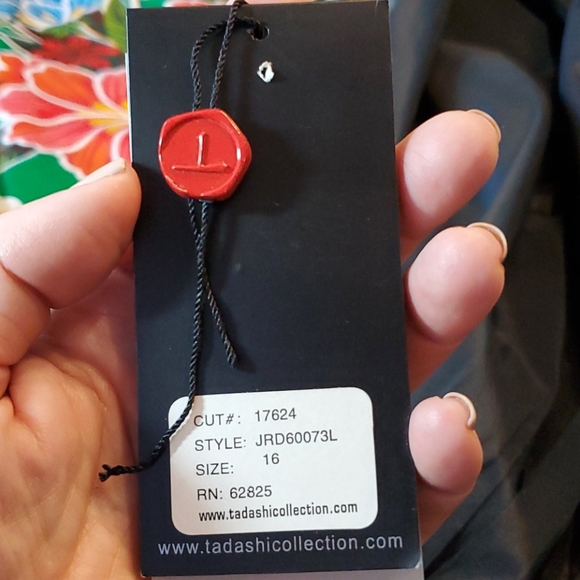 CUT#: 17624
STYLE: JRD60073L
SIZE: 16
RN: 62825
www.tadashicollection.com
www.tadashicollection.com